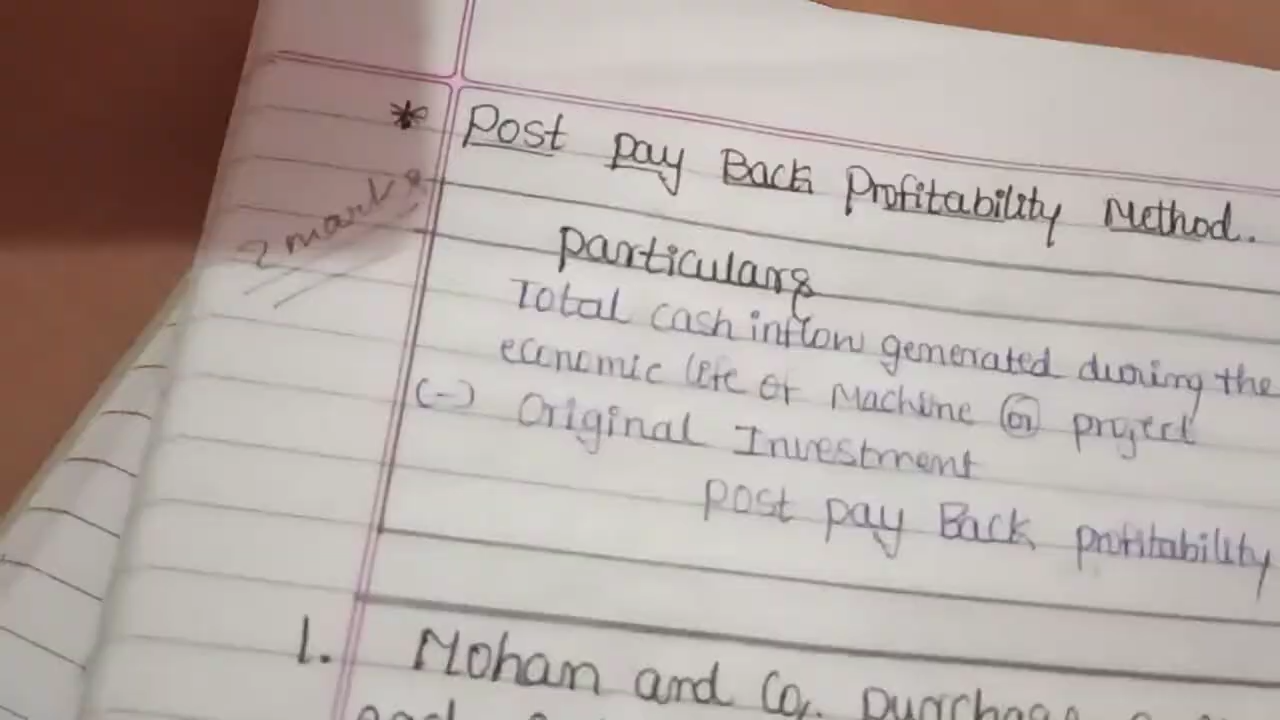 * Post pay Back Profitability Method.
2 marks
particulars
Total cash inflow generated during the
economic life of Machine or project
(-) Original Investment
post pay Back profitability
1. Mohan and Co. purchase